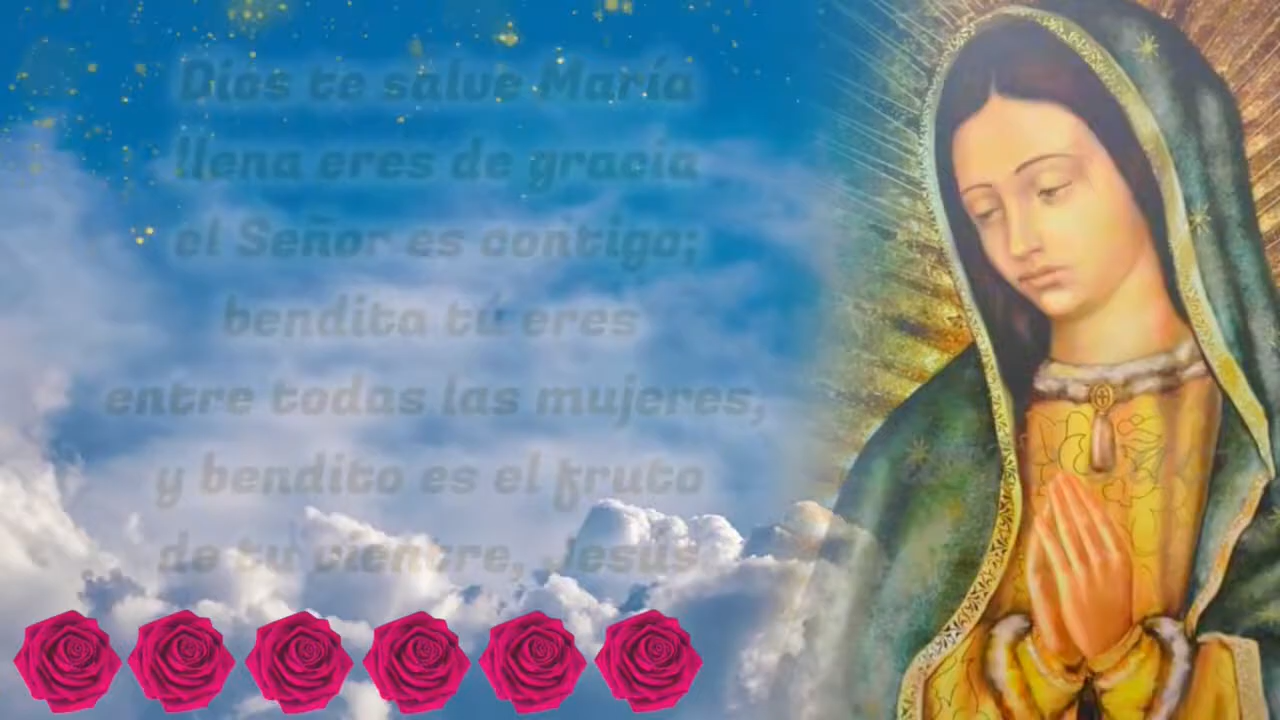 Dios te salve María
llena eres de gracia
el Señor es contigo;
bendita tú eres
entre todas las mujeres,
y bendito es el fruto
de tu vientre, Jesús.